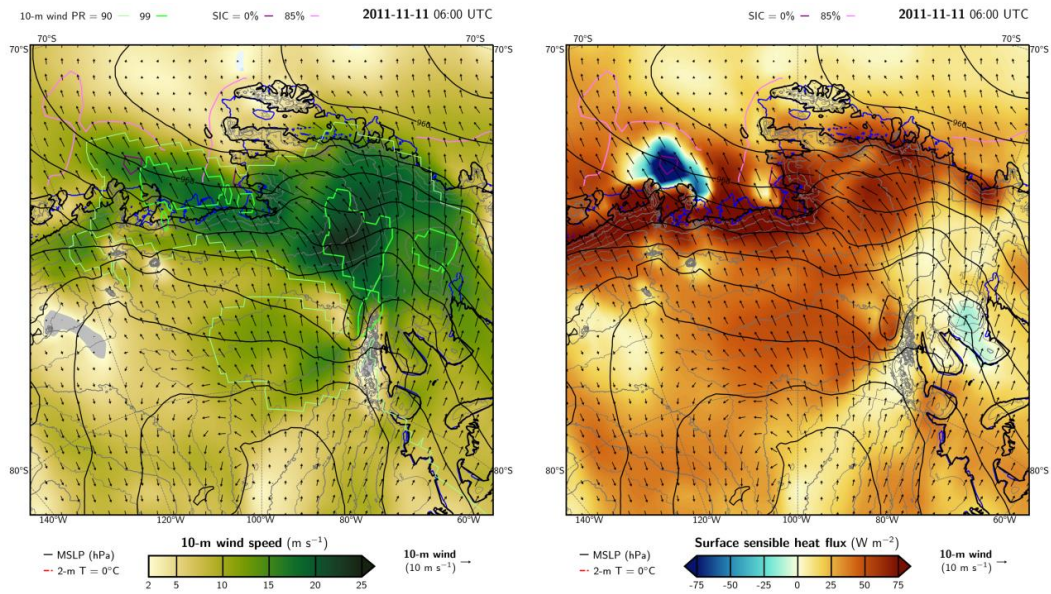 10-m wind PR = 90 99 SIC = 0% 85% 2011-11-11 06:00 UTC
SIC = 0% 85% 2011-11-11 06:00 UTC
70°S 70°S
70°S 70°S
70°S 70°S
70°S 70°S
960
960
80°S 80°S
80°S 80°S
140°W 120°W 100°W 80°W 60°W
140°W 120°W 100°W 80°W 60°W
10-m wind speed (m s⁻¹)
MSLP (hPa)
2-m T = 0°C
2 5 10 15 20 25
10-m wind
(10 m s⁻¹)
Surface sensible heat flux (W m⁻²)
MSLP (hPa)
2-m T = 0°C
-75 -50 -25 0 25 50 75
10-m wind
(10 m s⁻¹)